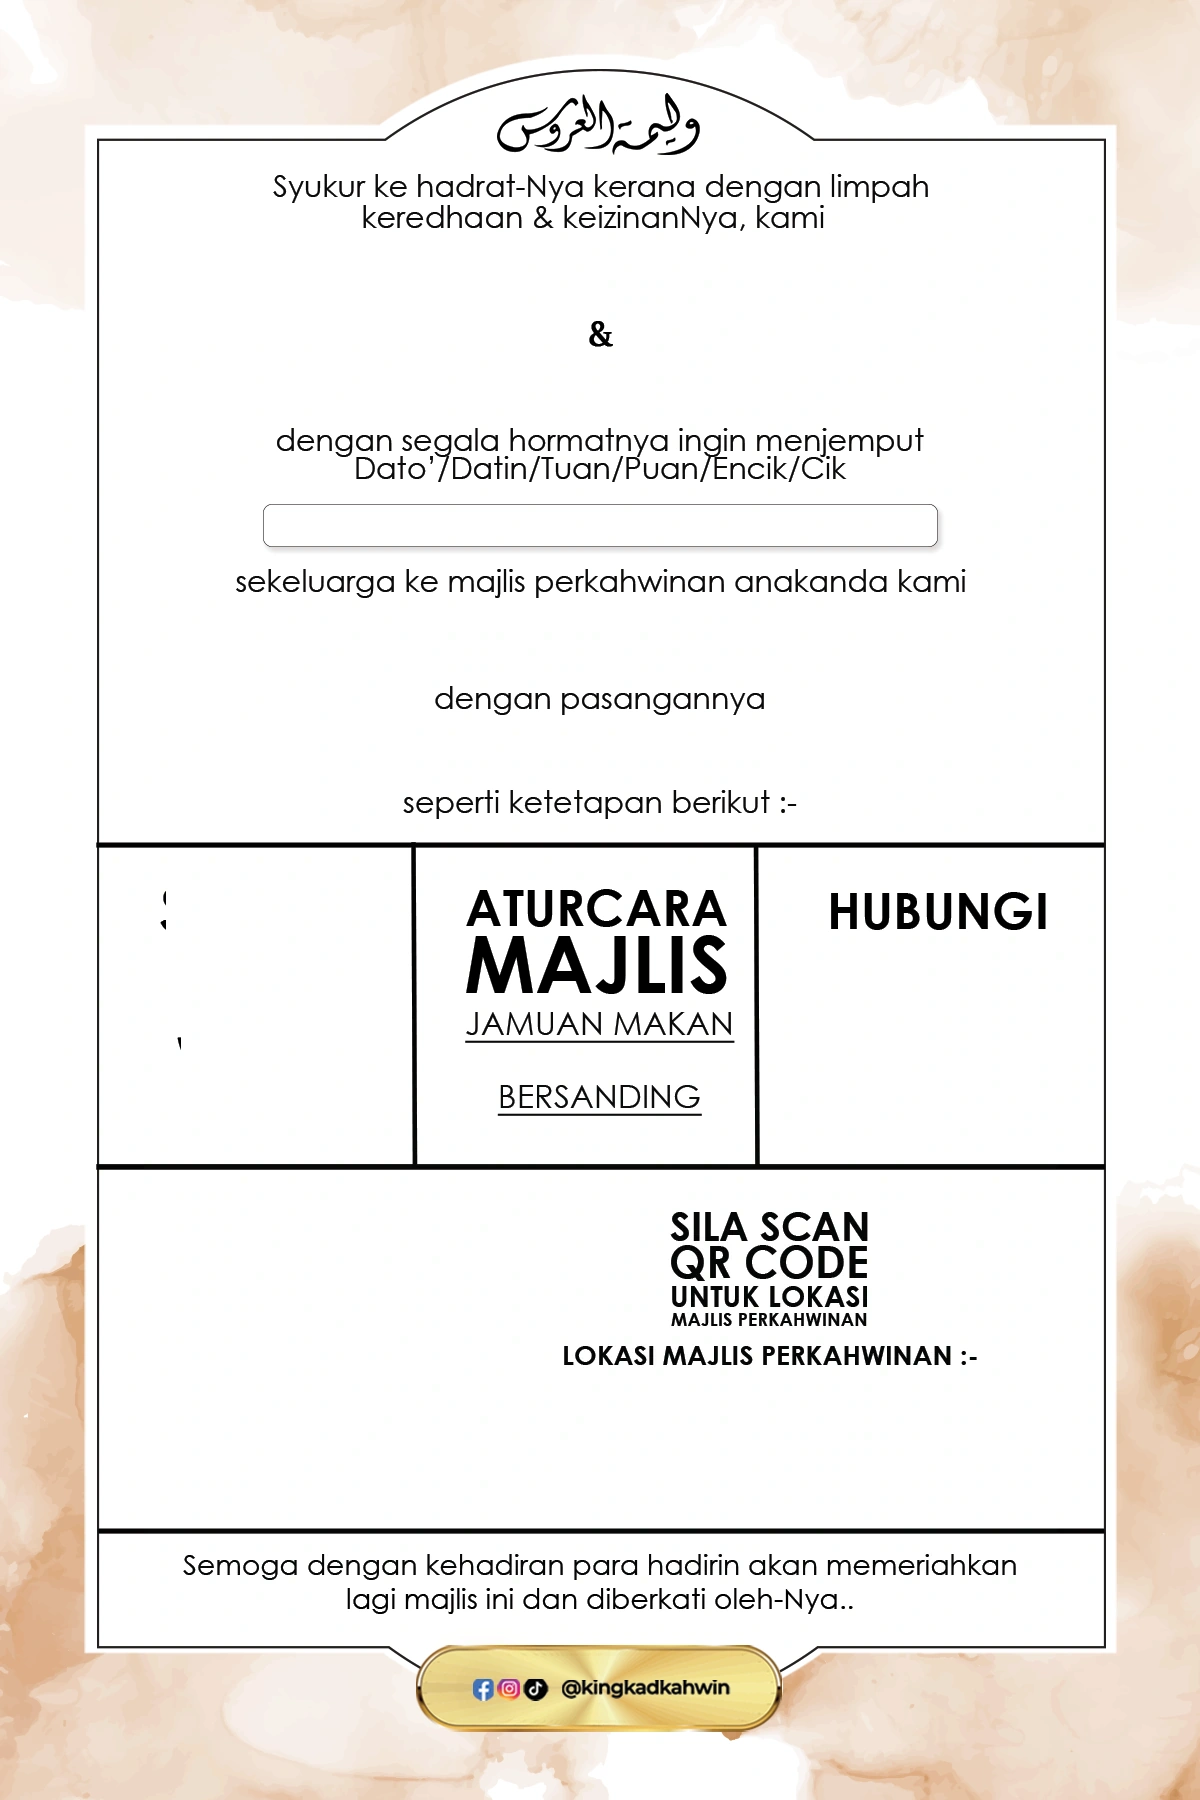 وليمة العروس
Syukur ke hadrat-Nya kerana dengan limpah
keredhaan & keizinanNya, kami
&
dengan segala hormatnya ingin menjemput
Dato’/Datin/Tuan/Puan/Encik/Cik
sekeluarga ke majlis perkahwinan anakanda kami
dengan pasangannya
seperti ketetapan berikut :-
ATURCARA
MAJLIS
JAMUAN MAKAN
BERSANDING
HUBUNGI
SILA SCAN
QR CODE
UNTUK LOKASI
MAJLIS PERKAHWINAN
LOKASI MAJLIS PERKAHWINAN :-
Semoga dengan kehadiran para hadirin akan memeriahkan
lagi majlis ini dan diberkati oleh-Nya..
@kingkadkahwin